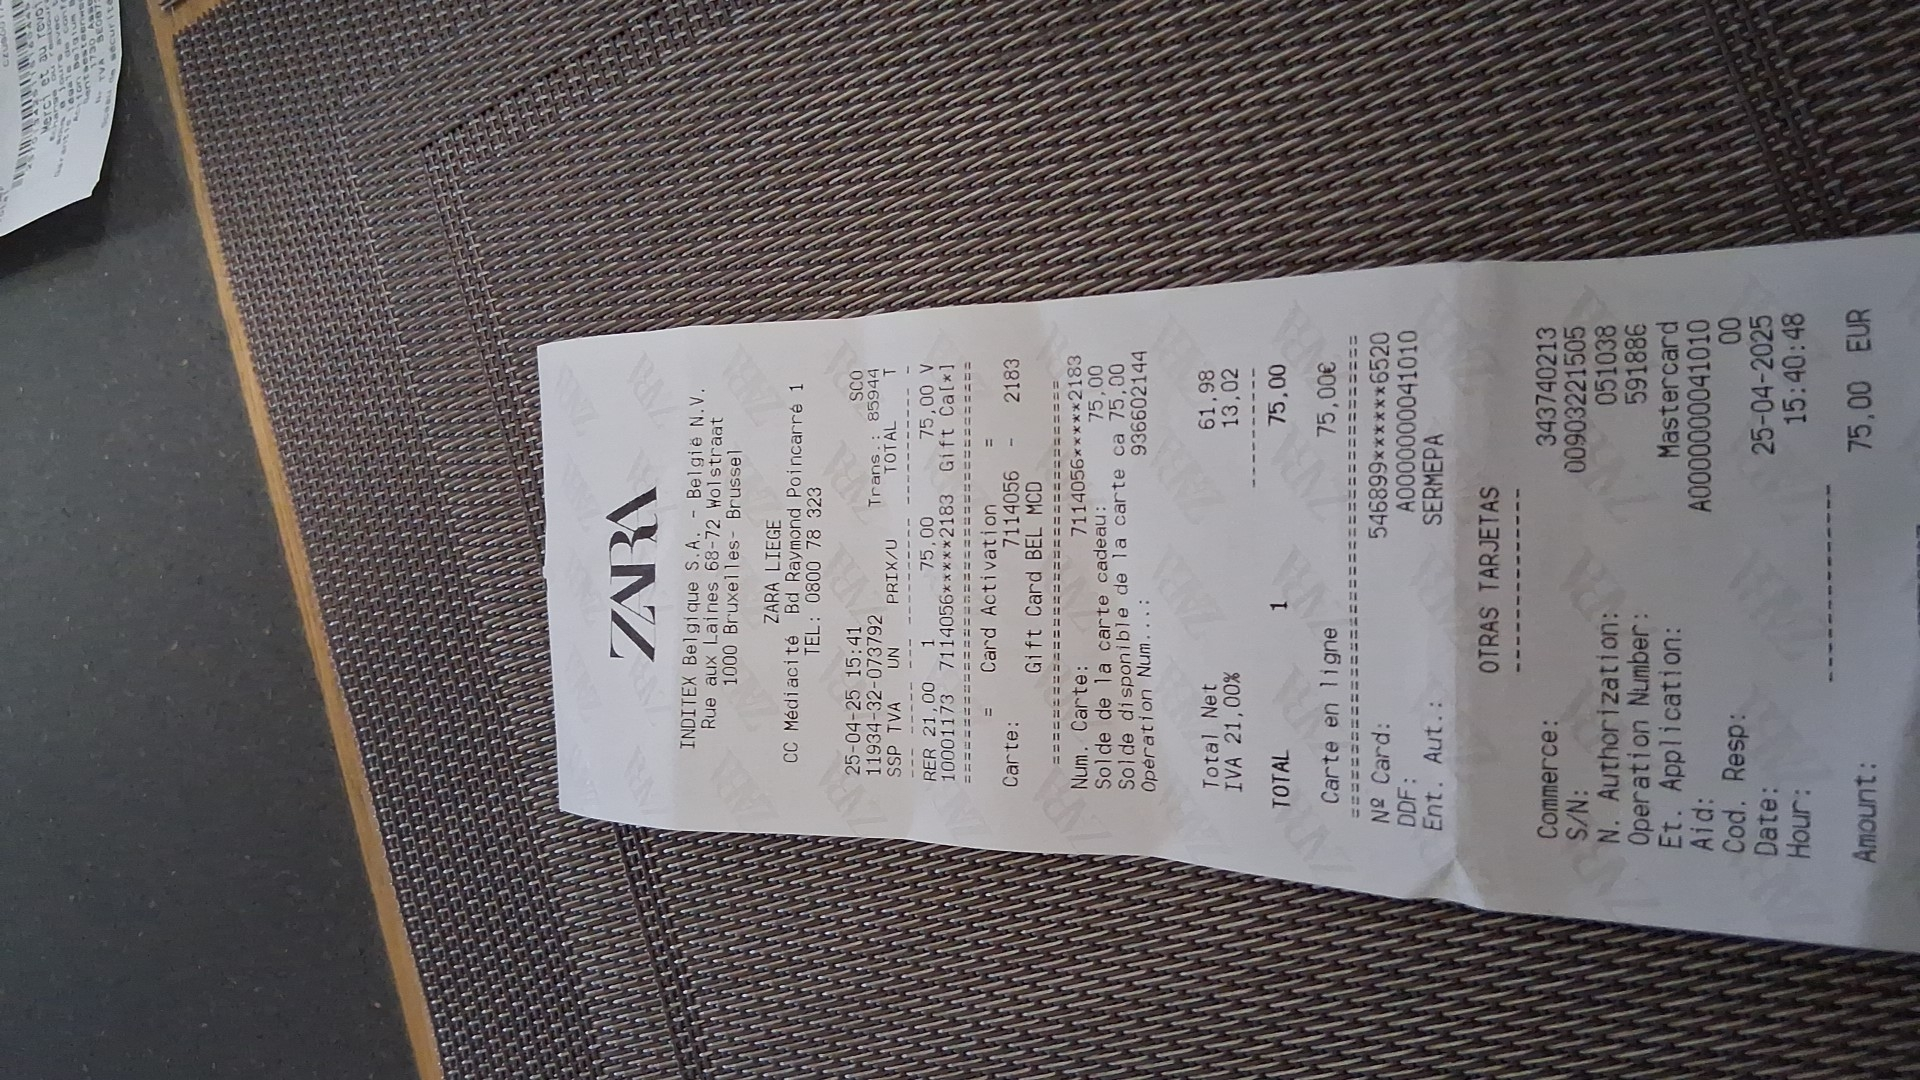 ZARA
INDITEX Belgique S.A. - België N.V.
Rue aux Laines 68-72 Wolstraat
1000 Bruxelles- Brussel
ZARA LIEGE
CC Médiacité Bd Raymond Poincarré 1
TEL: 0800 78 323
25-04-25 15:41 SCO
11934-32-073792 Trans.: 85944
SSP TVA UN PRIX/U TOTAL T
RER 21,00 1 75,00 75,00 V
10001173 7114056******2183 Gift Ca[*]
= Card Activation =
Carte: 7114056 - 2183
Gift Card BEL MCD
Num. Carte: 7114056******2183
Solde de la carte cadeau: 75,00
Solde disponible de la carte ca 75,00
Opération Num...: 9366602144
Total Net 61,98
IVA 21,00% 13,02
TOTAL 1 75,00
Carte en ligne 75,00€
Nº Card: 546899******6520
DDF: A0000000041010
Ent. Aut.: SERMEPA
OTRAS TARJETAS
Commerce: 343740213
S/N: 00903221505
N. Authorization: 051038
Operation Number: 591886
Et. Application: Mastercard
Aid: A0000000041010
Cod. Resp: 00
Date: 25-04-2025
Hour: 15:40:48
Amount: 75,00 EUR
Merci et au revoi